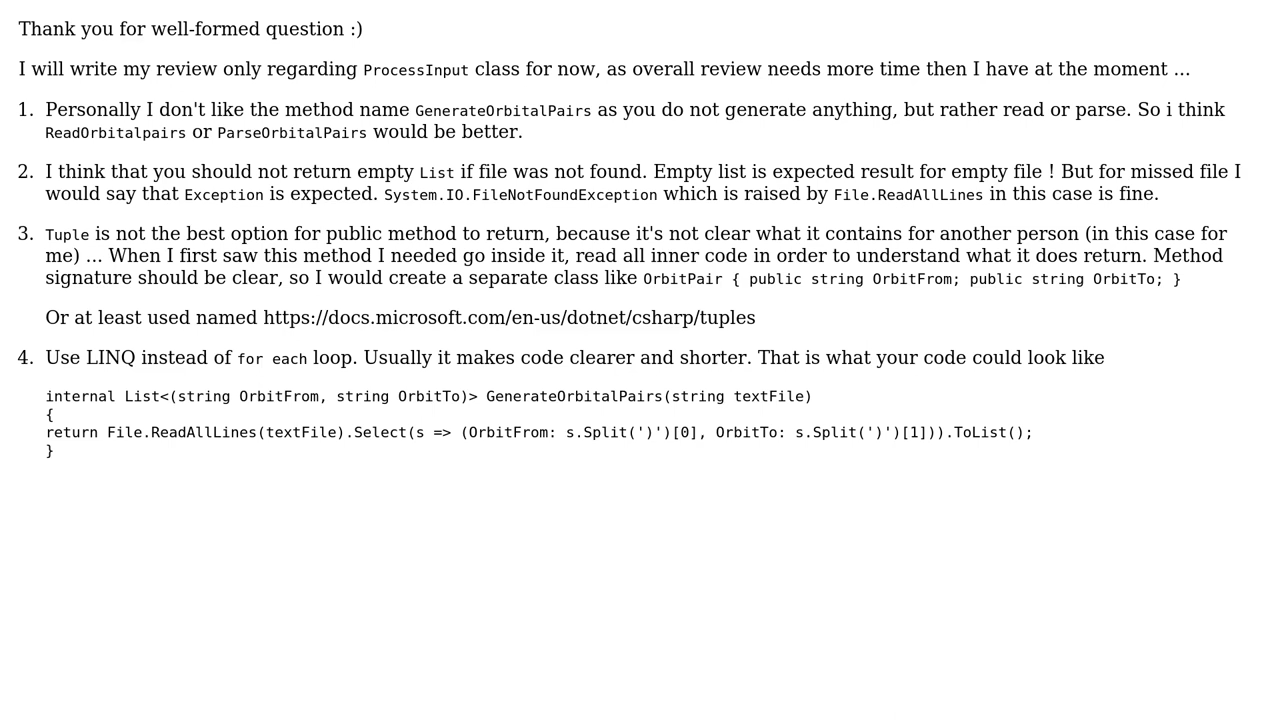 Thank you for well-formed question :)
I will write my review only regarding ProcessInput class for now, as overall review needs more time then I have at the moment ...
1. Personally I don't like the method name GenerateOrbitalPairs as you do not generate anything, but rather read or parse. So i think
ReadOrbitalpairs or ParseOrbitalPairs would be better.
2. I think that you should not return empty List if file was not found. Empty list is expected result for empty file ! But for missed file I
would say that Exception is expected. System.IO.FileNotFoundException which is raised by File.ReadAllLines in this case is fine.
3. Tuple is not the best option for public method to return, because it's not clear what it contains for another person (in this case for
me) ... When I first saw this method I needed go inside it, read all inner code in order to understand what it does return. Method
signature should be clear, so I would create a separate class like OrbitPair { public string OrbitFrom; public string OrbitTo; }
Or at least used named https://docs.microsoft.com/en-us/dotnet/csharp/tuples
4. Use LINQ instead of for each loop. Usually it makes code clearer and shorter. That is what your code could look like
internal List<(string OrbitFrom, string OrbitTo)> GenerateOrbitalPairs(string textFile)
{
return File.ReadAllLines(textFile).Select(s => (OrbitFrom: s.Split(')')[0], OrbitTo: s.Split(')')[1])).ToList();
}